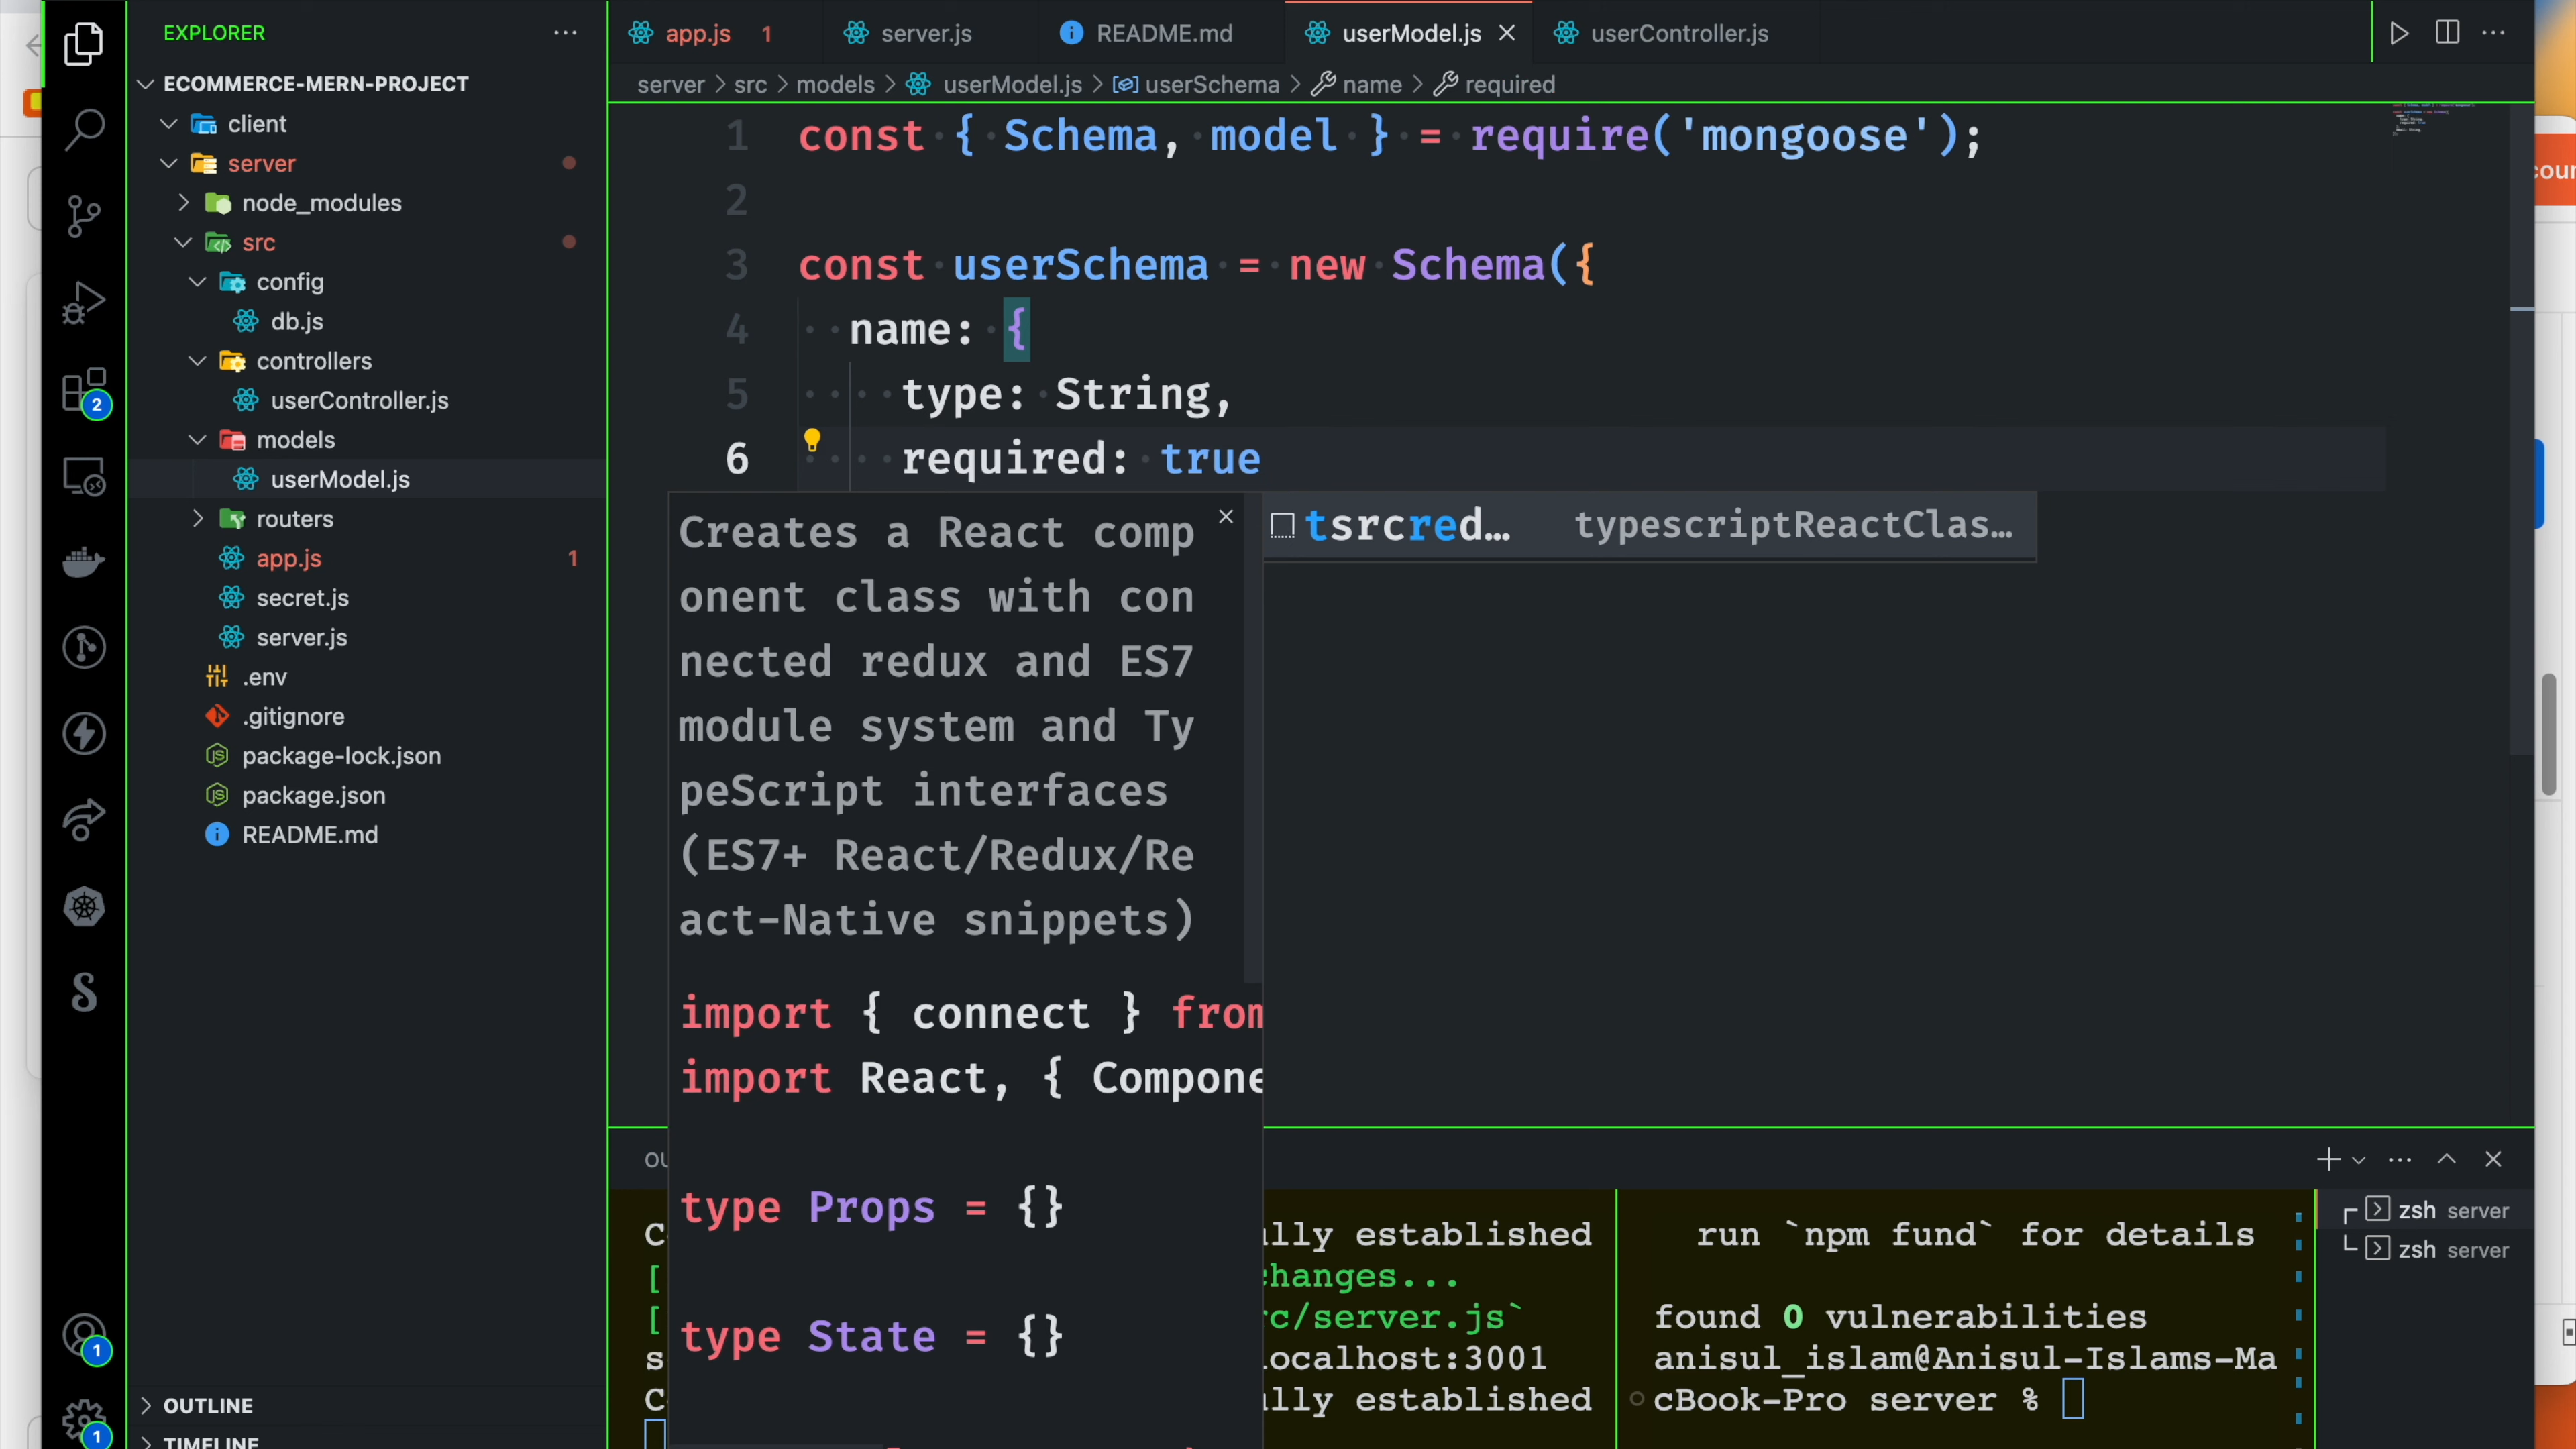 EXPLORER
ECOMMERCE-MERN-PROJECT
client
server
node_modules
src
config
db.js
controllers
userController.js
models
userModel.js
routers
app.js 1
secret.js
server.js
.env
.gitignore
package-lock.json
package.json
README.md
OUTLINE
TIMELINE
2
1
1
app.js 1
server.js
README.md
userModel.js
userController.js
server > src > models > userModel.js > userSchema > name > required
1 const { Schema, model } = require('mongoose');
2
3 const userSchema = new Schema({
4 name: {
5 type: String,
6 required: true
tsrcred… typescriptReactClas…
Creates a React comp
onent class with con
nected redux and ES7
module system and Ty
peScript interfaces
(ES7+ React/Redux/Re
act-Native snippets)
import { connect } from
import React, { Compone
type Props = {}
type State = {}
lly established
changes...
rc/server.js`
localhost:3001
lly established
run `npm fund` for details
found 0 vulnerabilities
anisul_islam@Anisul-Islams-Ma
cBook-Pro server %
zsh server
zsh server